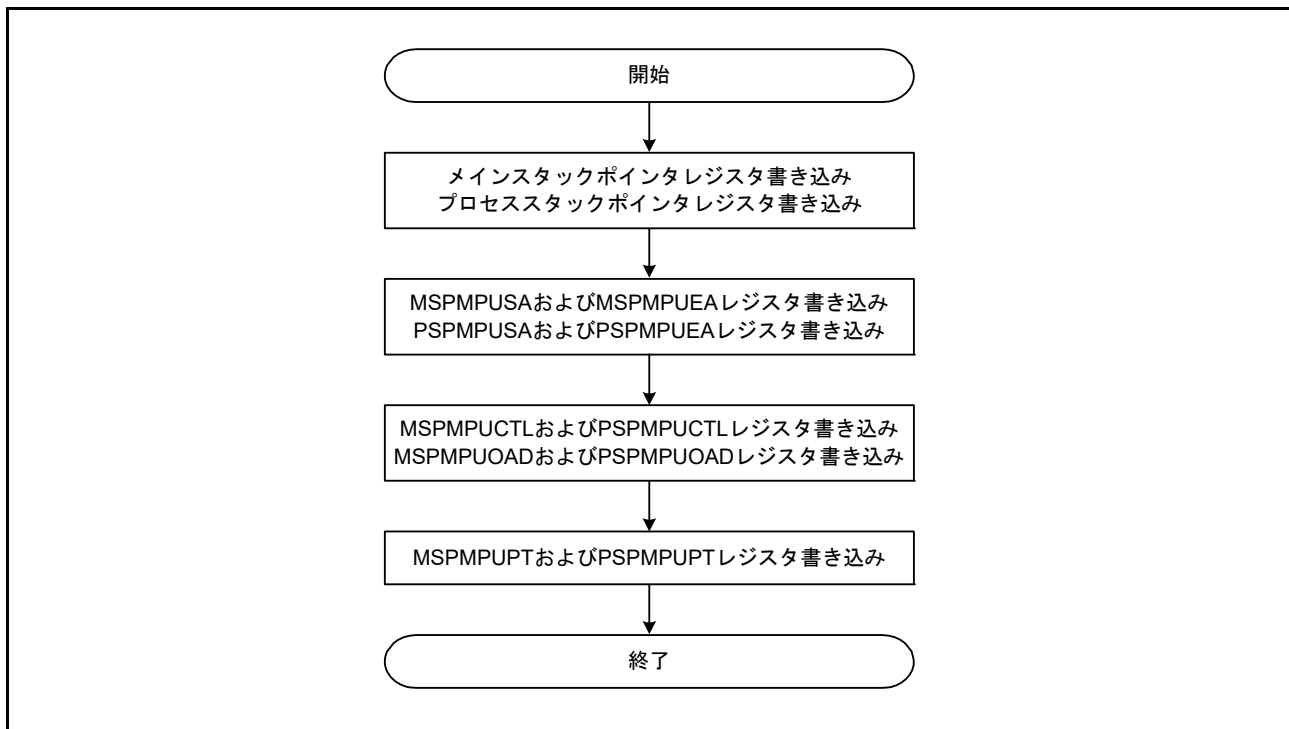 開始
メインスタックポインタレジスタ書き込み
プロセススタックポインタレジスタ書き込み
MSPMPUSAおよびMSPMPUEAレジスタ書き込み
PSPMPUSAおよびPSPMPUEAレジスタ書き込み
MSPMPUCTLおよびPSPMPUCTLレジスタ書き込み
MSPMPUOADおよびPSPMPUOADレジスタ書き込み
MSPMPUPTおよびPSPMPUPTレジスタ書き込み
終了